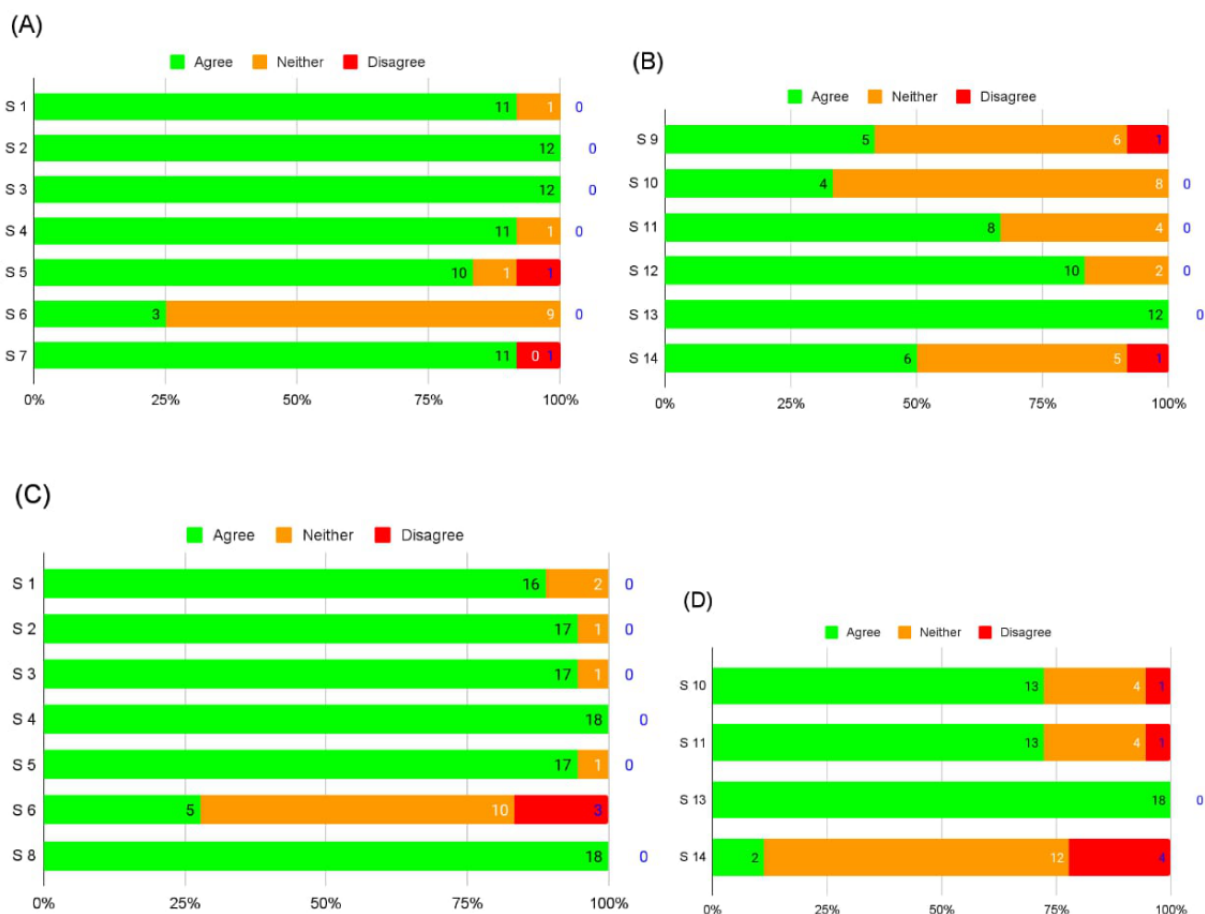 (A)
Agree Neither Disagree
S 1 11 1 0
S 2 12 0
S 3 12 0
S 4 11 1 0
S 5 10 1 1
S 6 3 9 0
S 7 11 0 1
0% 25% 50% 75% 100%
(B)
Agree Neither Disagree
S 9 5 6 1
S 10 4 8 0
S 11 8 4 0
S 12 10 2 0
S 13 12 0
S 14 6 5 1
0% 25% 50% 75% 100%
(C)
Agree Neither Disagree
S 1 16 2 0
S 2 17 1 0
S 3 17 1 0
S 4 18 0
S 5 17 1 0
S 6 5 10 3
S 8 18 0
0% 25% 50% 75% 100%
(D)
Agree Neither Disagree
S 10 13 4 1
S 11 13 4 1
S 13 18 0
S 14 2 12 4
0% 25% 50% 75% 100%